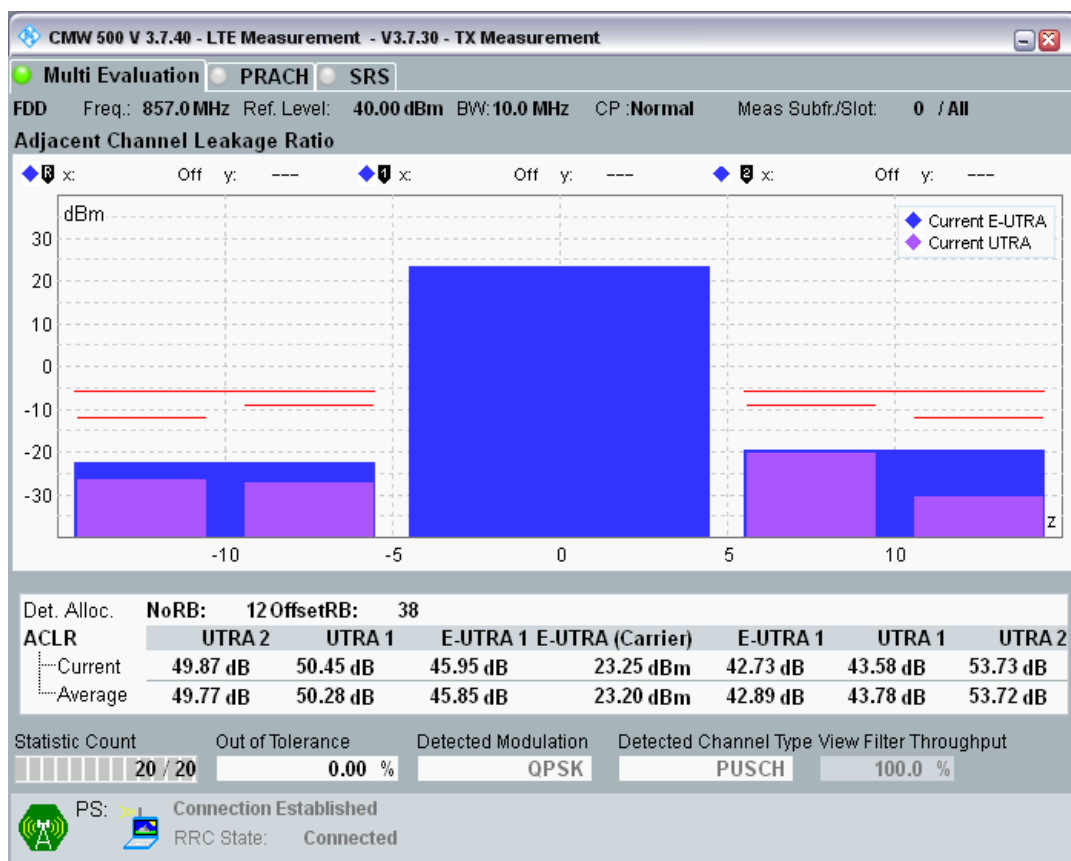 CMW 500 V 3.7.40 - LTE Measurement - V3.7.30 - TX Measurement
Multi Evaluation PRACH SRS
FDD Freq.: 857.0 MHz Ref. Level: 40.00 dBm BW: 10.0 MHz CP :Normal Meas Subfr./Slot: 0 / All
Adjacent Channel Leakage Ratio
R x: Off y: --- 1 x: Off y: --- 2 x: Off y: ---
dBm
Current E-UTRA
Current UTRA
30
20
10
0
-10
-20
-30
z
-10 -5 0 5 10
Det. Alloc. NoRB: 12 OffsetRB: 38
ACLR UTRA 2 UTRA 1 E-UTRA 1 E-UTRA (Carrier) E-UTRA 1 UTRA 1 UTRA 2
Current 49.87 dB 50.45 dB 45.95 dB 23.25 dBm 42.73 dB 43.58 dB 53.73 dB
Average 49.77 dB 50.28 dB 45.85 dB 23.20 dBm 42.89 dB 43.78 dB 53.72 dB
Statistic Count Out of Tolerance Detected Modulation Detected Channel Type View Filter Throughput
20 / 20 0.00 % QPSK PUSCH 100.0 %
PS: Connection Established
RRC State: Connected